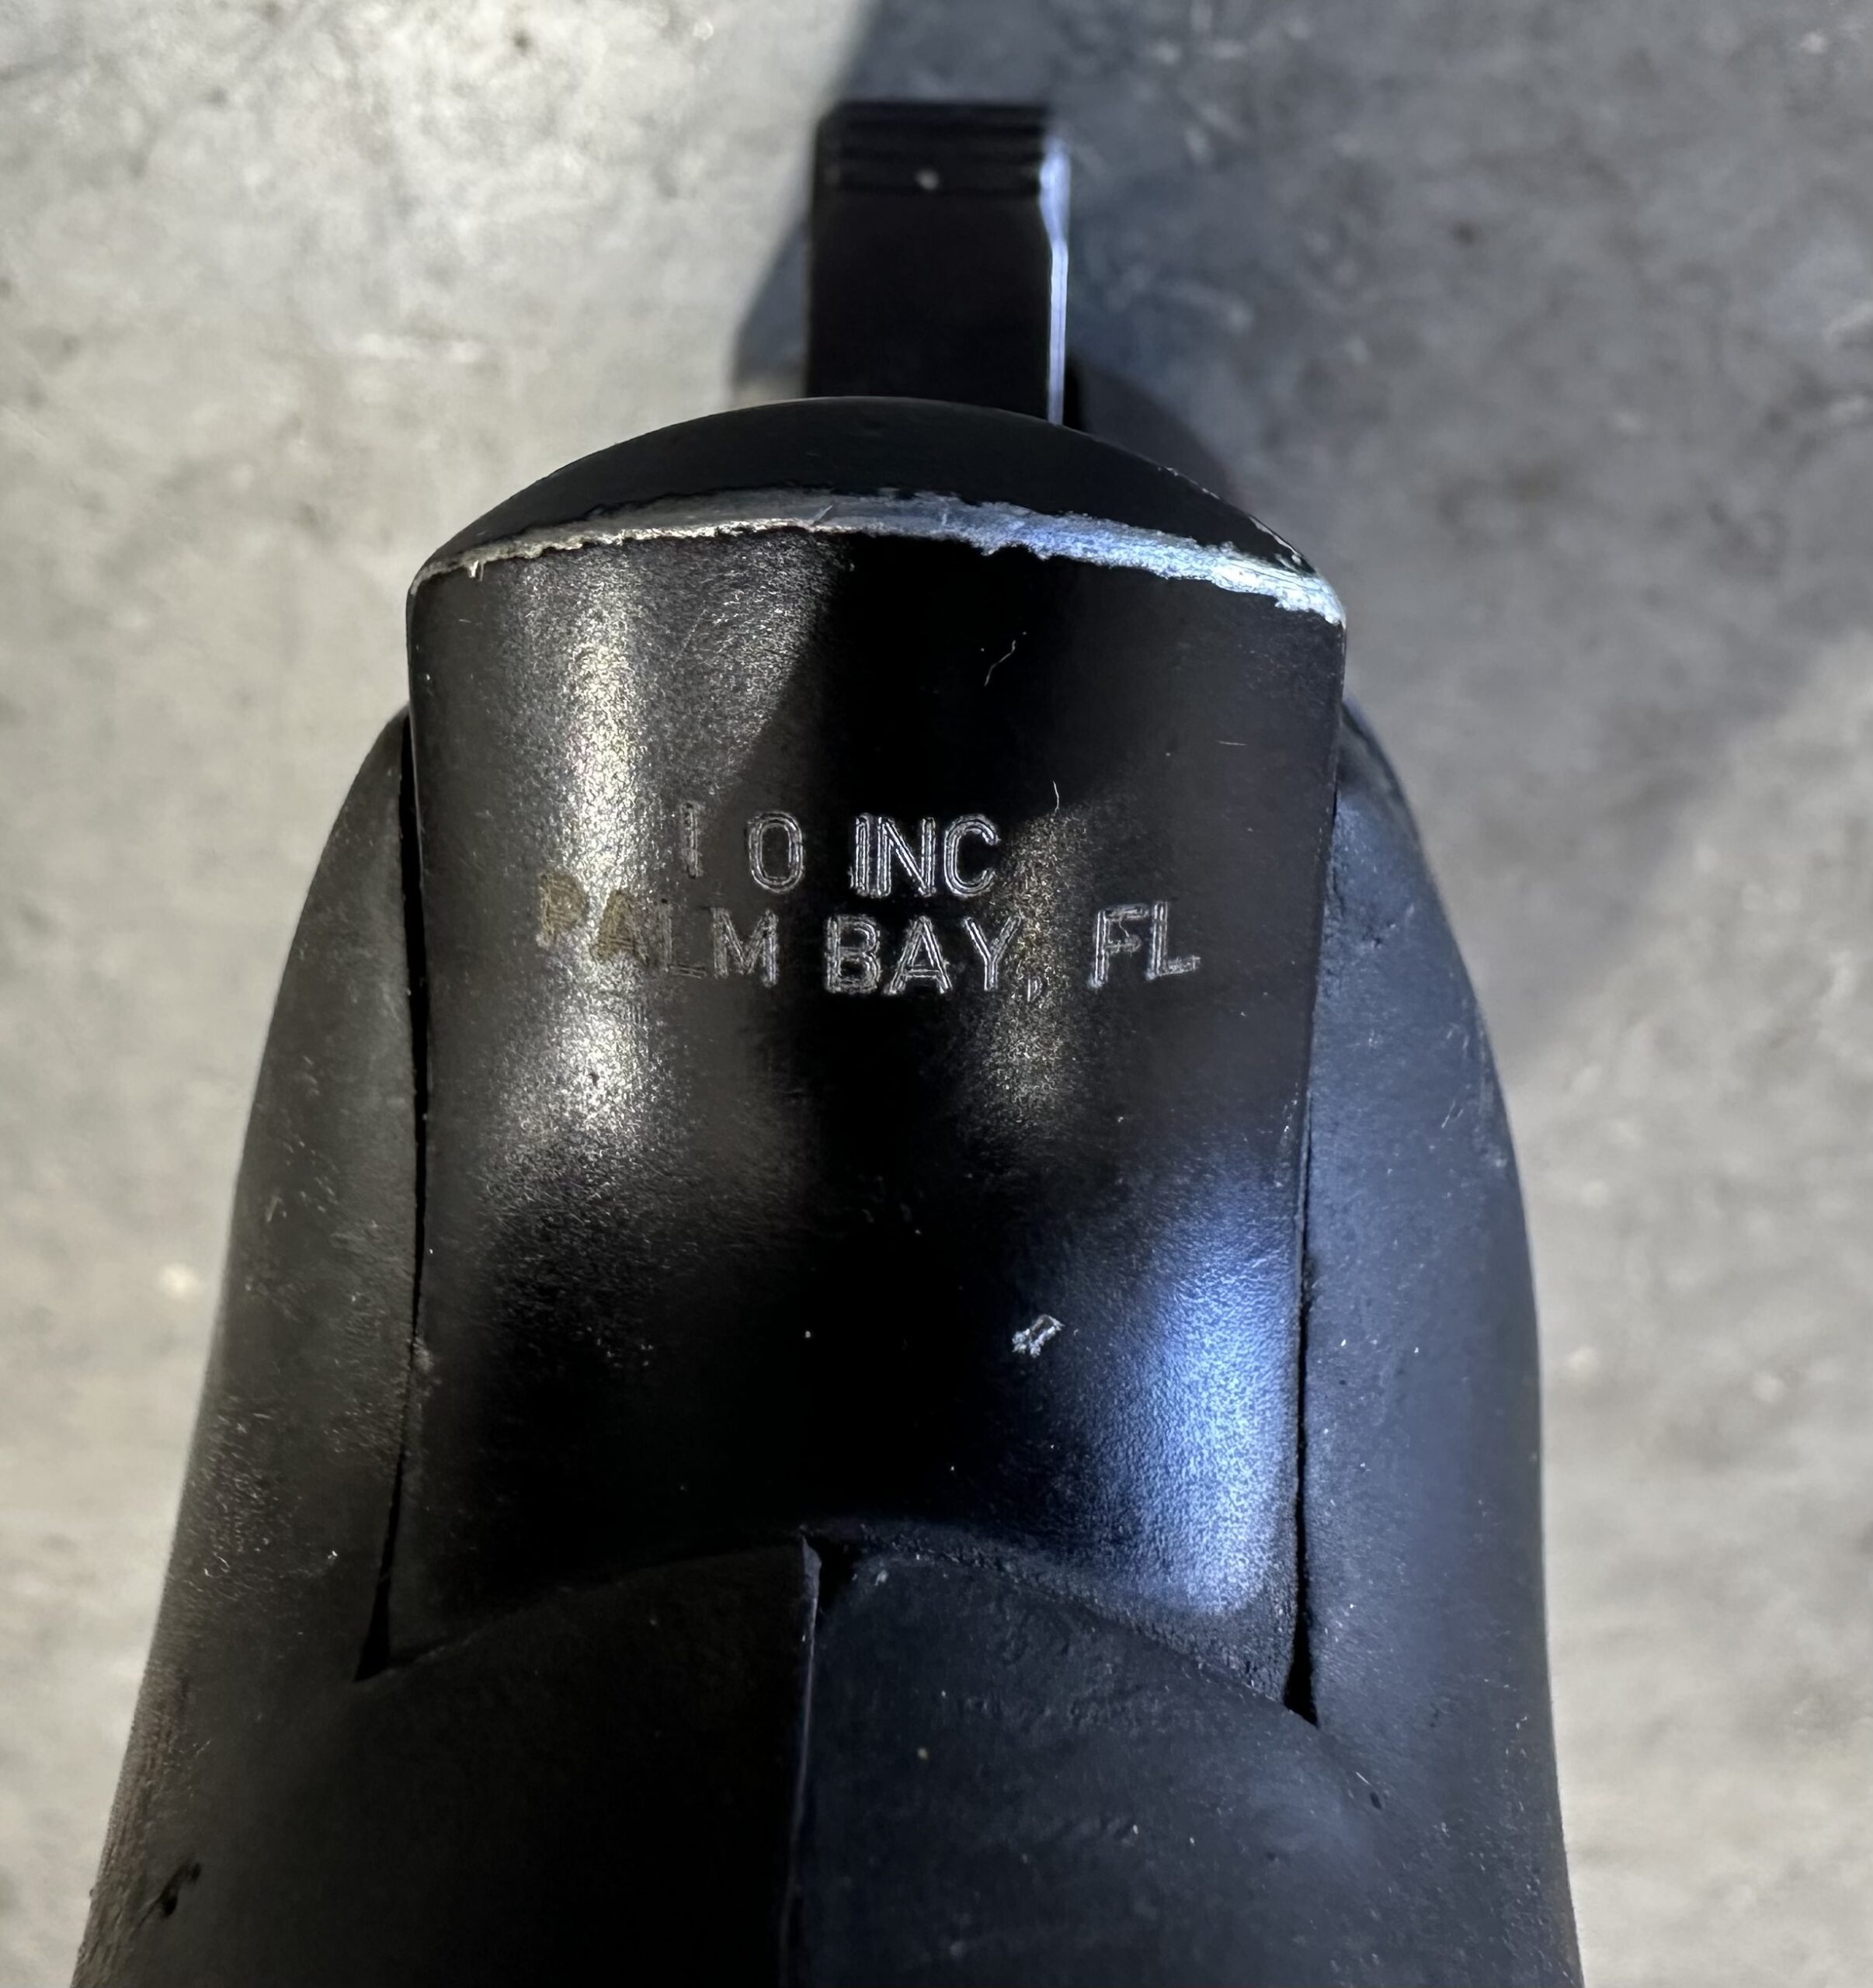 I O INC
PALM BAY, FL